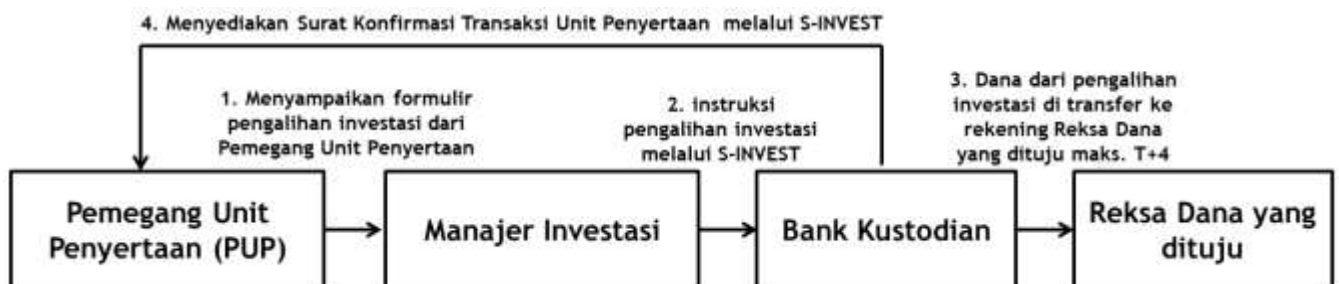 4. Menyediakan Surat Konfirmasi Transaksi Unit Penyertaan melalui S-INVEST
1. Menyampaikan formulir
pengalihan investasi dari
Pemegang Unit Penyertaan
2. instruksi
pengalihan investasi
melalui S-INVEST
3. Dana dari pengalihan
investasi di transfer ke
rekening Reksa Dana
yang dituju maks. T+4
Pemegang Unit
Penyertaan (PUP)
Manajer Investasi
Bank Kustodian
Reksa Dana yang
dituju